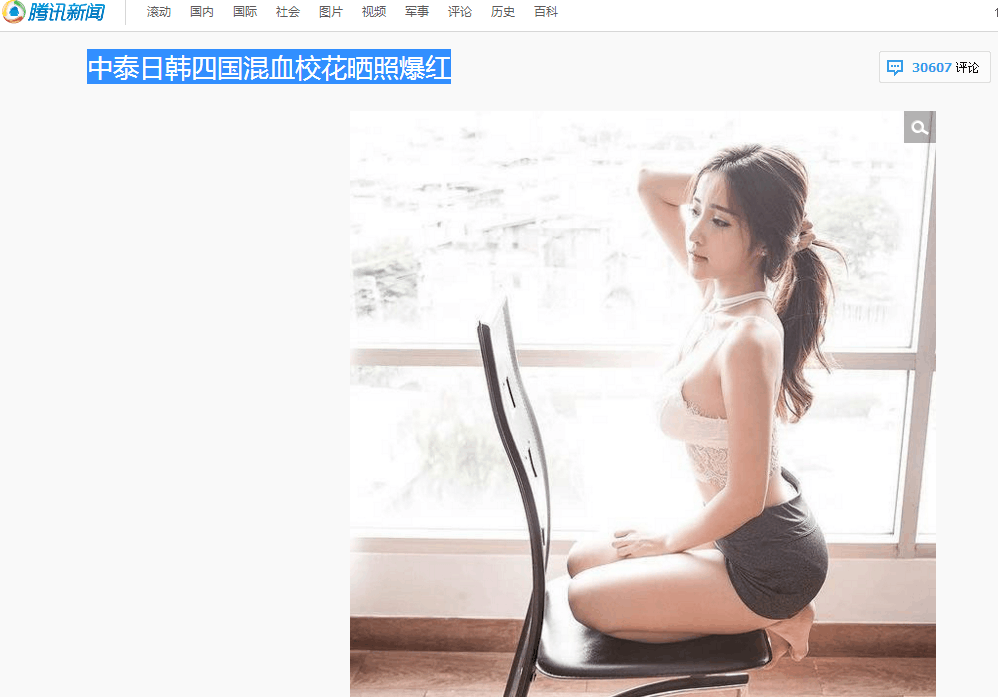 腾讯新闻
滚动 国内 国际 社会 图片 视频 军事 评论 历史 百科
中泰日韩四国混血校花晒照爆红
30607 评论